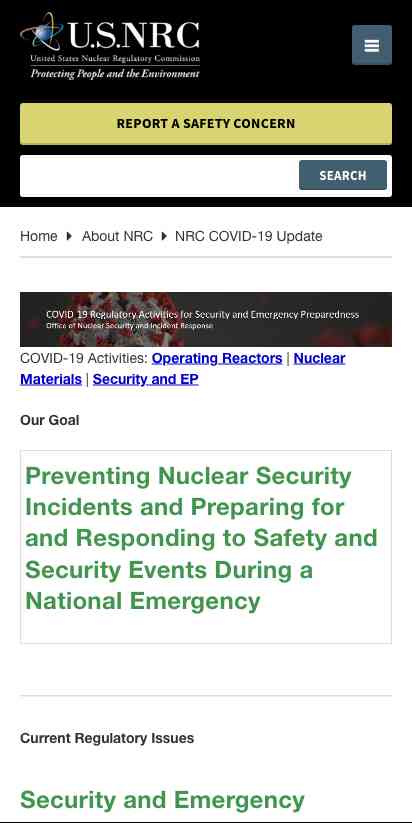 U.S.NRC
United States Nuclear Regulatory Commission
Protecting People and the Environment
REPORT A SAFETY CONCERN
SEARCH
Home About NRC NRC COVID-19 Update
COVID-19 Regulatory Activities for Security and Emergency Preparedness
Office of Nuclear Security and Incident Response
COVID-19 Activities: Operating Reactors | Nuclear
Materials | Security and EP
Our Goal
Preventing Nuclear Security
Incidents and Preparing for
and Responding to Safety and
Security Events During a
National Emergency
Current Regulatory Issues
Security and Emergency